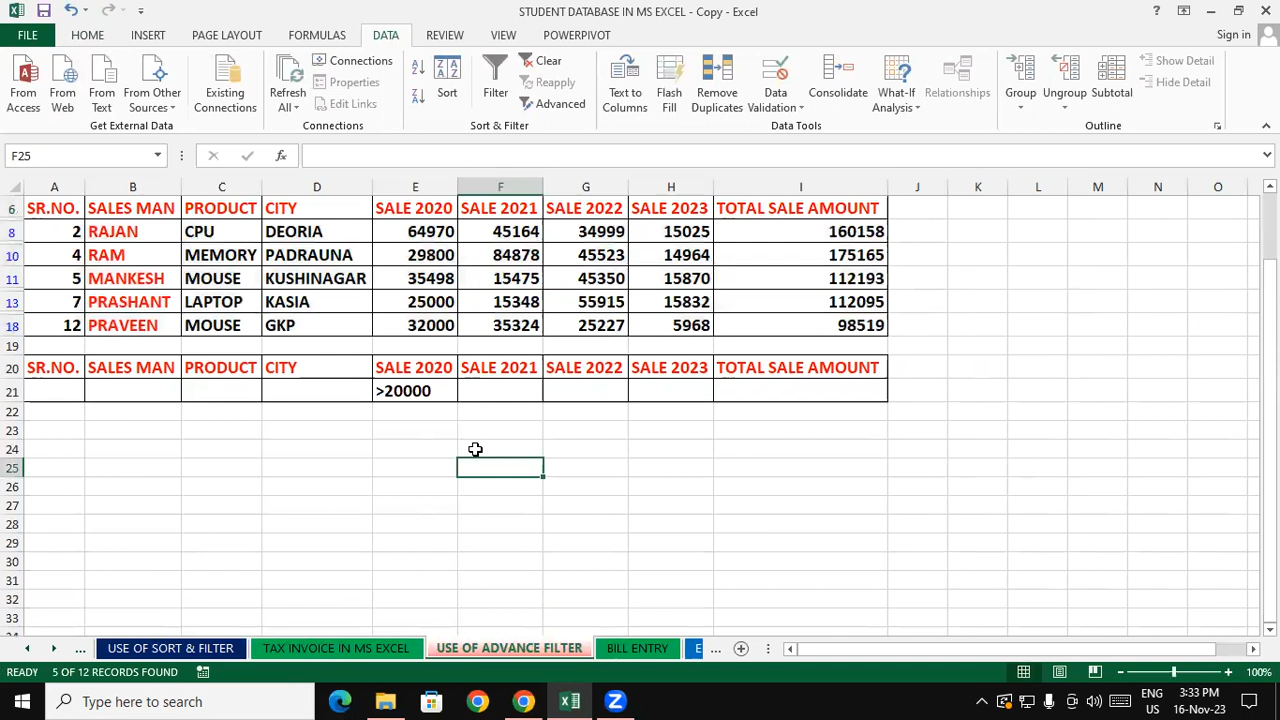 STUDENT DATABASE IN MS EXCEL - Copy - Excel
FILE HOME INSERT PAGE LAYOUT FORMULAS DATA REVIEW VIEW POWERPIVOT Sign in
From Access
From Web
From Text
From Other Sources
Existing Connections
Get External Data
Refresh All
Connections
Properties
Edit Links
Connections
Sort
Filter
Clear
Reapply
Advanced
Sort & Filter
Text to Columns
Flash Fill
Remove Duplicates
Data Validation
Consolidate
What-If Analysis
Relationships
Data Tools
Group
Ungroup
Subtotal
Show Detail
Hide Detail
Outline
F25
A B C D E F G H I J K L M N O
6 SR.NO. SALES MAN PRODUCT CITY SALE 2020 SALE 2021 SALE 2022 SALE 2023 TOTAL SALE AMOUNT
8 2 RAJAN CPU DEORIA 64970 45164 34999 15025 160158
10 4 RAM MEMORY PADRAUNA 29800 84878 45523 14964 175165
11 5 MANKESH MOUSE KUSHINAGAR 35498 15475 45350 15870 112193
13 7 PRASHANT LAPTOP KASIA 25000 15348 55915 15832 112095
18 12 PRAVEEN MOUSE GKP 32000 35324 25227 5968 98519
19
20 SR.NO. SALES MAN PRODUCT CITY SALE 2020 SALE 2021 SALE 2022 SALE 2023 TOTAL SALE AMOUNT
21 >20000
22
23
24
25
26
27
28
29
30
31
32
33
... USE OF SORT & FILTER TAX INVOICE IN MS EXCEL USE OF ADVANCE FILTER BILL ENTRY E ...
READY 5 OF 12 RECORDS FOUND 100%
Type here to search
ENG US
3:33 PM
16-Nov-23